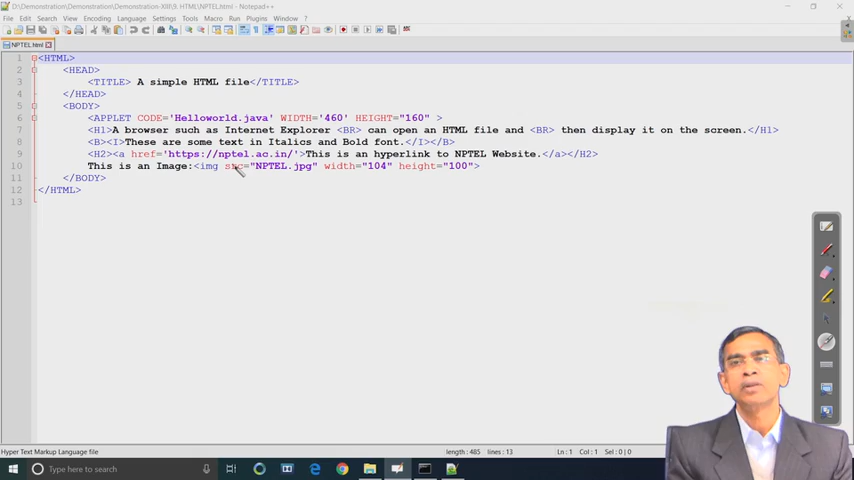 D:\Demonstration\Demonstration-XIII\9. HTML\NPTEL.html - Notepad++
File Edit Search View Encoding Language Settings Tools Macro Run Plugins Window ?
NPTEL.html
1 <HTML>
2 <HEAD>
3 <TITLE> A simple HTML file</TITLE>
4 </HEAD>
5 <BODY>
6 <APPLET CODE='Helloworld.java' WIDTH='460' HEIGHT="160" >
7 <H1>A browser such as Internet Explorer <BR> can open an HTML file and <BR> then display it on the screen.</H1>
8 <B><I>These are some text in Italics and Bold font.</I></B>
9 <H2><a href='https://nptel.ac.in/'>This is an hyperlink to NPTEL Website.</a></H2>
10 This is an Image:<img src="NPTEL.jpg" width="104" height="100">
11 </BODY>
12 </HTML>
13
Hyper Text Markup Language file
length : 485 lines : 13
Ln : 1 Col : 1 Sel : 0 | 0
Type here to search